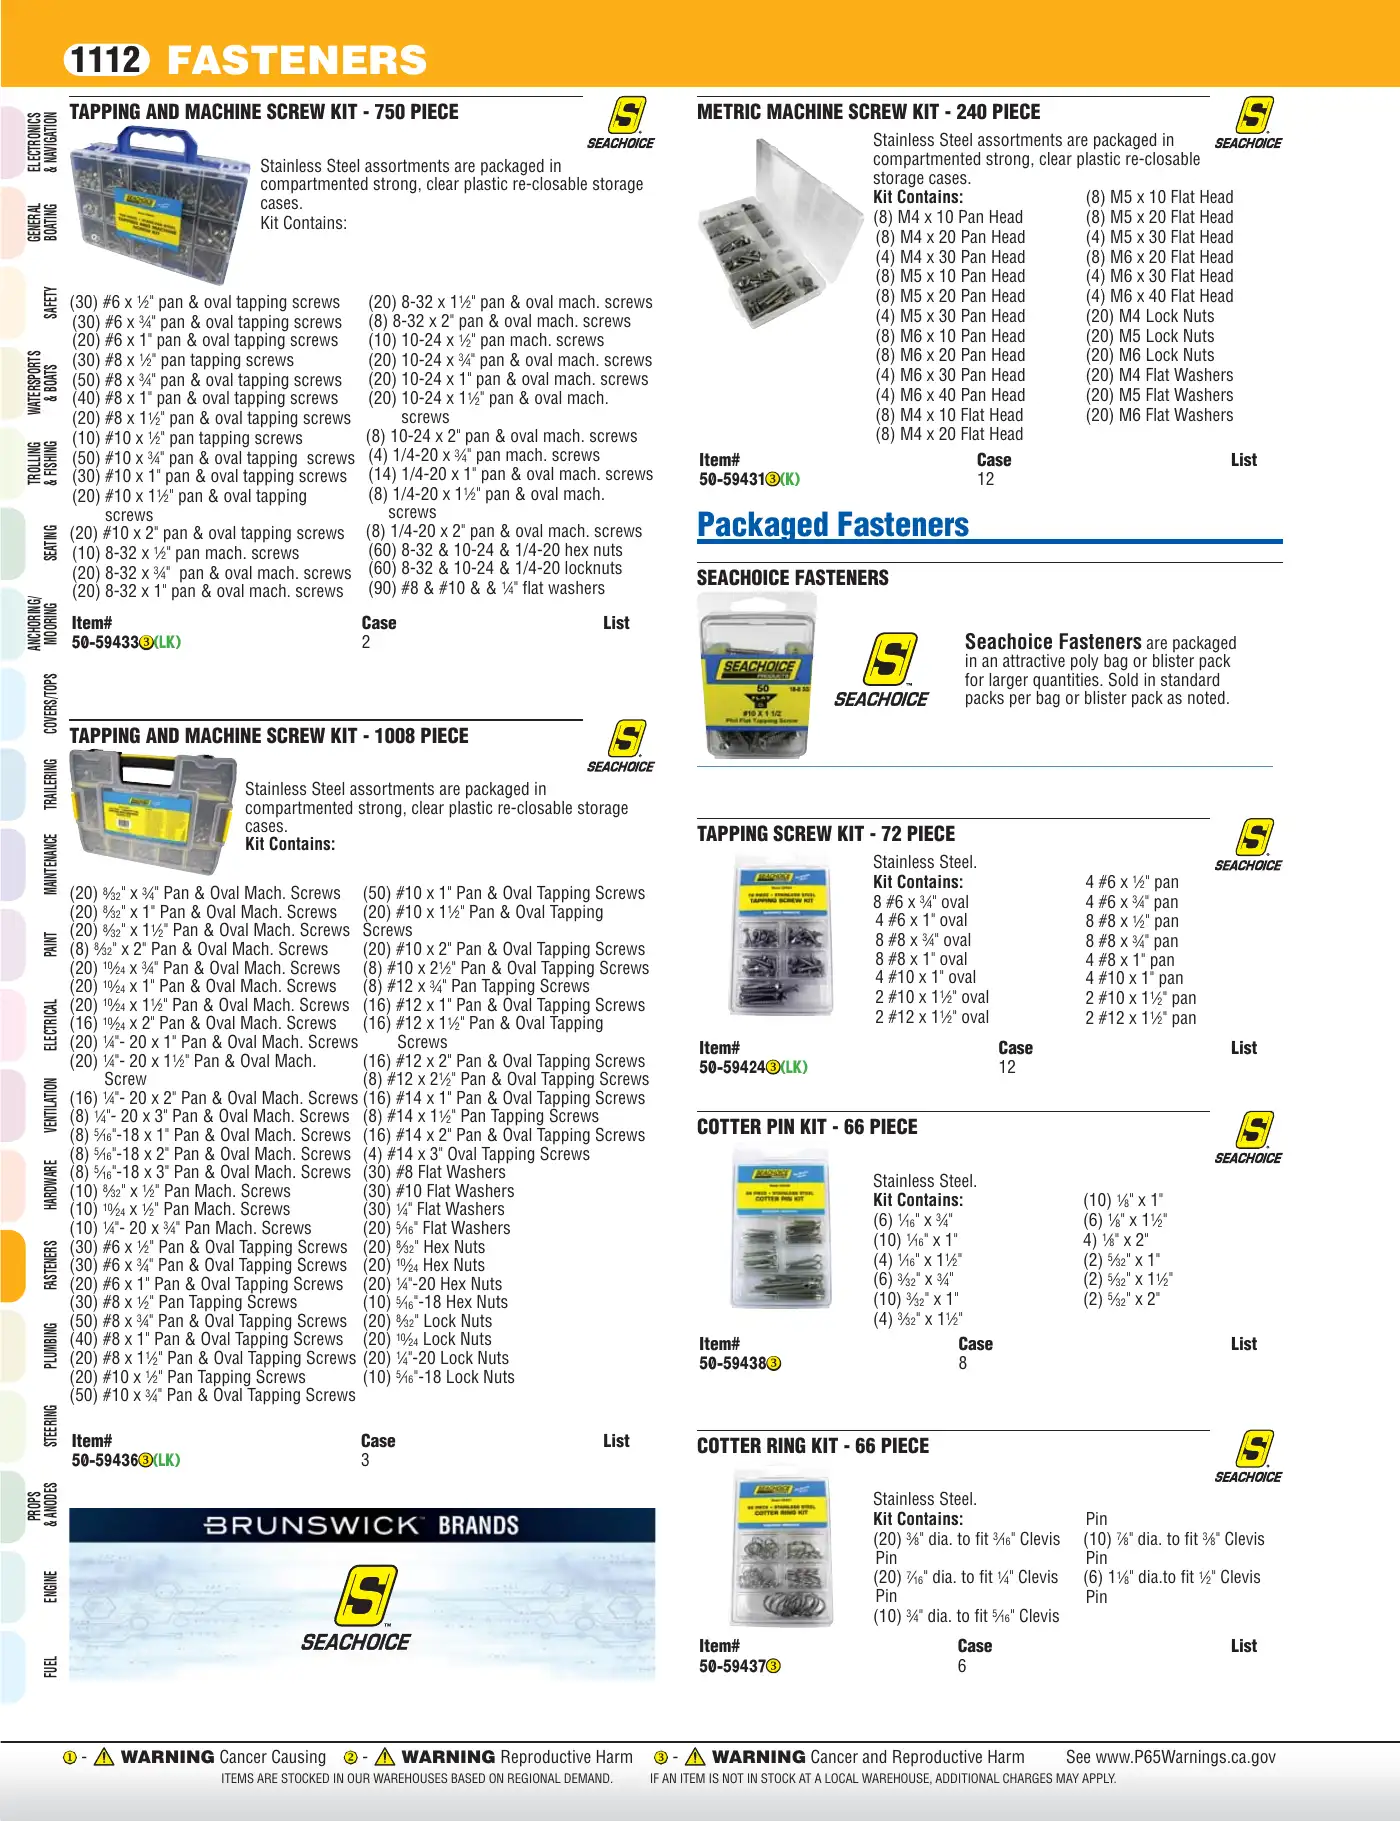 1112 FASTENERS
ELECTRONICS
& NAVIGATION
GENERAL
BOATING
SAFETY
WATERSPORTS
& BOATS
TROLLING
& FISHING
SEATING
ANCHORING/
MOORING
COVERS/TOPS
TRAILERING
MAINTENANCE
PAINT
ELECTRICAL
VENTILATION
HARDWARE
FASTENERS
PLUMBING
STEERING
PROPS
& ANODES
ENGINE
FUEL
TAPPING AND MACHINE SCREW KIT - 750 PIECE
SEACHOICE
Stainless Steel assortments are packaged in
compartmented strong, clear plastic re-closable storage
cases.
Kit Contains:
(30) #6 x ½" pan & oval tapping screws
(30) #6 x ¾" pan & oval tapping screws
(20) #6 x 1" pan & oval tapping screws
(30) #8 x ½" pan tapping screws
(50) #8 x ¾" pan & oval tapping screws
(40) #8 x 1" pan & oval tapping screws
(20) #8 x 1½" pan & oval tapping screws
(10) #10 x ½" pan tapping screws
(50) #10 x ¾" pan & oval tapping screws
(30) #10 x 1" pan & oval tapping screws
(20) #10 x 1½" pan & oval tapping
screws
(20) #10 x 2" pan & oval tapping screws
(10) 8-32 x ½" pan mach. screws
(20) 8-32 x ¾" pan & oval mach. screws
(20) 8-32 x 1" pan & oval mach. screws
(20) 8-32 x 1½" pan & oval mach. screws
(8) 8-32 x 2" pan & oval mach. screws
(10) 10-24 x ½" pan mach. screws
(20) 10-24 x ¾" pan & oval mach. screws
(20) 10-24 x 1" pan & oval mach. screws
(20) 10-24 x 1½" pan & oval mach.
screws
(8) 10-24 x 2" pan & oval mach. screws
(4) 1/4-20 x ¾" pan mach. screws
(14) 1/4-20 x 1" pan & oval mach. screws
(8) 1/4-20 x 1½" pan & oval mach.
screws
(8) 1/4-20 x 2" pan & oval mach. screws
(60) 8-32 & 10-24 & 1/4-20 hex nuts
(60) 8-32 & 10-24 & 1/4-20 locknuts
(90) #8 & #10 & & ¼" flat washers
Item# Case List
50-59433 3 (LK) 2
TAPPING AND MACHINE SCREW KIT - 1008 PIECE
SEACHOICE
Stainless Steel assortments are packaged in
compartmented strong, clear plastic re-closable storage
cases.
Kit Contains:
(20) 8⁄32" x ¾" Pan & Oval Mach. Screws
(20) 8⁄32" x 1" Pan & Oval Mach. Screws
(20) 8⁄32" x 1½" Pan & Oval Mach. Screws
(8) 8⁄32" x 2" Pan & Oval Mach. Screws
(20) 10⁄24 x ¾" Pan & Oval Mach. Screws
(20) 10⁄24 x 1" Pan & Oval Mach. Screws
(20) 10⁄24 x 1½" Pan & Oval Mach. Screws
(16) 10⁄24 x 2" Pan & Oval Mach. Screws
(20) ¼"- 20 x 1" Pan & Oval Mach. Screws
(20) ¼"- 20 x 1½" Pan & Oval Mach.
Screw
(16) ¼"- 20 x 2" Pan & Oval Mach. Screws
(8) ¼"- 20 x 3" Pan & Oval Mach. Screws
(8) 5⁄16"-18 x 1" Pan & Oval Mach. Screws
(8) 5⁄16"-18 x 2" Pan & Oval Mach. Screws
(8) 5⁄16"-18 x 3" Pan & Oval Mach. Screws
(10) 8⁄32" x ½" Pan Mach. Screws
(10) 10⁄24 x ½" Pan Mach. Screws
(10) ¼"- 20 x ¾" Pan Mach. Screws
(30) #6 x ½" Pan & Oval Tapping Screws
(30) #6 x ¾" Pan & Oval Tapping Screws
(20) #6 x 1" Pan & Oval Tapping Screws
(30) #8 x ½" Pan Tapping Screws
(50) #8 x ¾" Pan & Oval Tapping Screws
(40) #8 x 1" Pan & Oval Tapping Screws
(20) #8 x 1½" Pan & Oval Tapping Screws
(20) #10 x ½" Pan Tapping Screws
(50) #10 x ¾" Pan & Oval Tapping Screws
(50) #10 x 1" Pan & Oval Tapping Screws
(20) #10 x 1½" Pan & Oval Tapping
Screws
(20) #10 x 2" Pan & Oval Tapping Screws
(8) #10 x 2½" Pan & Oval Tapping Screws
(8) #12 x ¾" Pan Tapping Screws
(16) #12 x 1" Pan & Oval Tapping Screws
(16) #12 x 1½" Pan & Oval Tapping
Screws
(16) #12 x 2" Pan & Oval Tapping Screws
(8) #12 x 2½" Pan & Oval Tapping Screws
(16) #14 x 1" Pan & Oval Tapping Screws
(8) #14 x 1½" Pan Tapping Screws
(16) #14 x 2" Pan & Oval Tapping Screws
(4) #14 x 3" Oval Tapping Screws
(30) #8 Flat Washers
(30) #10 Flat Washers
(30) ¼" Flat Washers
(20) 5⁄16" Flat Washers
(20) 8⁄32" Hex Nuts
(20) 10⁄24 Hex Nuts
(20) ¼"-20 Hex Nuts
(10) 5⁄16"-18 Hex Nuts
(20) 8⁄32" Lock Nuts
(20) 10⁄24 Lock Nuts
(20) ¼"-20 Lock Nuts
(10) 5⁄16"-18 Lock Nuts
Item# Case List
50-59436 3 (LK) 3
BRUNSWICK™ BRANDS
SEACHOICE
METRIC MACHINE SCREW KIT - 240 PIECE
SEACHOICE
Stainless Steel assortments are packaged in
compartmented strong, clear plastic re-closable
storage cases.
Kit Contains:
(8) M4 x 10 Pan Head
(8) M4 x 20 Pan Head
(4) M4 x 30 Pan Head
(8) M5 x 10 Pan Head
(8) M5 x 20 Pan Head
(4) M5 x 30 Pan Head
(8) M6 x 10 Pan Head
(8) M6 x 20 Pan Head
(4) M6 x 30 Pan Head
(4) M6 x 40 Pan Head
(8) M4 x 10 Flat Head
(8) M4 x 20 Flat Head
(8) M5 x 10 Flat Head
(8) M5 x 20 Flat Head
(4) M5 x 30 Flat Head
(8) M6 x 20 Flat Head
(4) M6 x 30 Flat Head
(4) M6 x 40 Flat Head
(20) M4 Lock Nuts
(20) M5 Lock Nuts
(20) M6 Lock Nuts
(20) M4 Flat Washers
(20) M5 Flat Washers
(20) M6 Flat Washers
Item# Case List
50-59431 3 (K) 12
Packaged Fasteners
SEACHOICE FASTENERS
SEACHOICE
PRODUCTS
50 18-8 SS
#10 X 1 1/2
Phil Flat Tapping Screw
SEACHOICE
Seachoice Fasteners are packaged
in an attractive poly bag or blister pack
for larger quantities. Sold in standard
packs per bag or blister pack as noted.
TAPPING SCREW KIT - 72 PIECE
SEACHOICE
TAPPING SCREW KIT
Stainless Steel.
Kit Contains:
8 #6 x ¾" oval
4 #6 x 1" oval
8 #8 x ¾" oval
8 #8 x 1" oval
4 #10 x 1" oval
2 #10 x 1½" oval
2 #12 x 1½" oval
4 #6 x ½" pan
4 #6 x ¾" pan
8 #8 x ½" pan
8 #8 x ¾" pan
4 #8 x 1" pan
4 #10 x 1" pan
2 #10 x 1½" pan
2 #12 x 1½" pan
Item# Case List
50-59424 3 (LK) 12
COTTER PIN KIT - 66 PIECE
SEACHOICE
SEACHOICE
COTTER PIN KIT
Stainless Steel.
Kit Contains:
(6) 1⁄16" x ¾"
(10) 1⁄16" x 1"
(4) 1⁄16" x 1½"
(6) 3⁄32" x ¾"
(10) 3⁄32" x 1"
(4) 3⁄32" x 1½"
(10) ⅛" x 1"
(6) ⅛" x 1½"
4) ⅛" x 2"
(2) 5⁄32" x 1"
(2) 5⁄32" x 1½"
(2) 5⁄32" x 2"
Item# Case List
50-59438 3 8
COTTER RING KIT - 66 PIECE
SEACHOICE
SEACHOICE
COTTER RING KIT
Stainless Steel.
Kit Contains:
(20) ⅜" dia. to fit 3⁄16" Clevis
Pin
(20) 7⁄16" dia. to fit ¼" Clevis
Pin
(10) ¾" dia. to fit 5⁄16" Clevis
Pin
(10) ⅞" dia. to fit ⅜" Clevis
Pin
(6) 1⅛" dia.to fit ½" Clevis
Pin
Item# Case List
50-59437 3 6
1 - WARNING Cancer Causing 2 - WARNING Reproductive Harm 3 - WARNING Cancer and Reproductive Harm See www.P65Warnings.ca.gov
ITEMS ARE STOCKED IN OUR WAREHOUSES BASED ON REGIONAL DEMAND. IF AN ITEM IS NOT IN STOCK AT A LOCAL WAREHOUSE, ADDITIONAL CHARGES MAY APPLY.